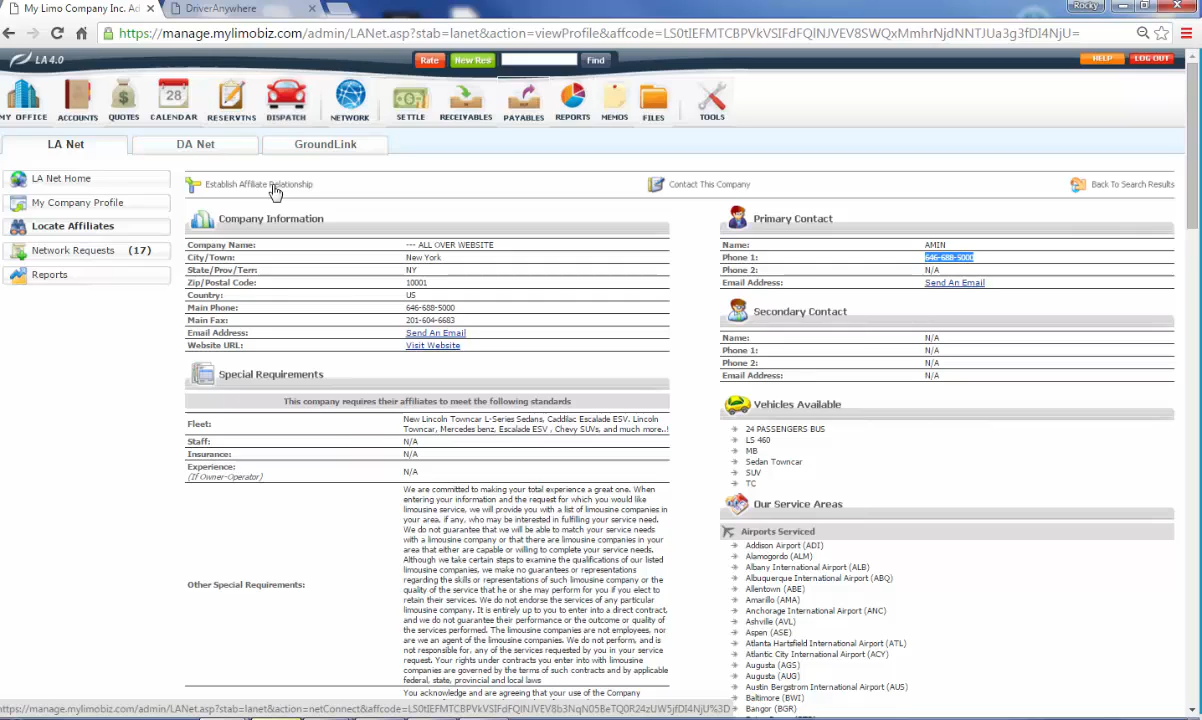 My Limo Company Inc. Ad
DriverAnywhere
Rocky
https://manage.mylimobiz.com/admin/LANet.asp?stab=lanet&action=viewProfile&affcode=
LA 4.0
Rate
New Res
Find
HELP
LOG OUT
MY OFFICE
ACCOUNTS
QUOTES
28
CALENDAR
RESERVTNS
DISPATCH
NETWORK
SETTLE
RECEIVABLES
PAYABLES
REPORTS
MEMOS
FILES
TOOLS
LA Net
DA Net
GroundLink
LA Net Home
My Company Profile
Locate Affiliates
Network Requests (17)
Reports
Establish Affiliate Relationship
Contact This Company
Back To Search Results
Company Information
Company Name: --- ALL OVER WEBSITE
City/Town: New York
State/Prov/Terr: NY
Zip/Postal Code: 10001
Country: US
Main Phone: 646-688-5000
Main Fax: 201-604-6683
Email Address: Send An Email
Website URL: Visit Website
Special Requirements
This company requires their affiliates to meet the following standards
Fleet: New Lincoln Towncar L-Series Sedans, Caddilac Escalade ESV, Lincoln
Towncar, Mercedes benz, Escalade ESV , Chevy SUVs, and much more..!
Staff: N/A
Insurance: N/A
Experience: N/A
(If Owner-Operator)
Other Special Requirements:
We are committed to making your total experience a great one. When
entering your information and the request for which you would like
limousine service, we will provide you with a list of limousine companies in
your area, if any, who may be interested in fulfilling your service need.
We do not guarantee that we will be able to match your service needs
with a limousine company or that there are limousine companies in your
area that either are capable or willing to complete your service needs.
Although we take certain steps to examine the qualifications of our listed
limousine companies, we make no guarantees or representations
regarding the skills or representations of such limousine company or the
quality of the service that he or she may perform for you if you elect to
retain their services. We do not endorse the services of any particular
limousine company. It is entirely up to you to enter into a direct contract,
and we do not guarantee their performance or the outcome or quality of
the services performed. The limousine companies are not employees, nor
are we an agent of the limousine companies. We do not perform, and is
not responsible for, any of the services requested by you in your service
request. Your rights under contracts you enter into with limousine
companies are governed by the terms of such contracts and by applicable
federal, state, provincial and local laws
You acknowledge and are agreeing that your use of the Company
Primary Contact
Name: AMIN
Phone 1: 646-688-5000
Phone 2: N/A
Email Address: Send An Email
Secondary Contact
Name: N/A
Phone 1: N/A
Phone 2: N/A
Email Address: N/A
Vehicles Available
24 PASSENGERS BUS
LS 460
MB
Sedan Towncar
SUV
TC
Our Service Areas
Airports Serviced
Addison Airport (ADI)
Alamogordo (ALM)
Albany International Airport (ALB)
Albuquerque International Airport (ABQ)
Allentown (ABE)
Amarillo (AMA)
Anchorage International Airport (ANC)
Ashville (AVL)
Aspen (ASE)
Atlanta Hartsfield International Airport (ATL)
Atlantic City International Airport (ACY)
Augusta (AGS)
Augusta (AUG)
Austin Bergstrom International Airport (AUS)
Baltimore (BWI)
Bangor (BGR)
https://manage.mylimobiz.com/admin/LANet.asp?stab=lanet&action=netConnect&affcode=